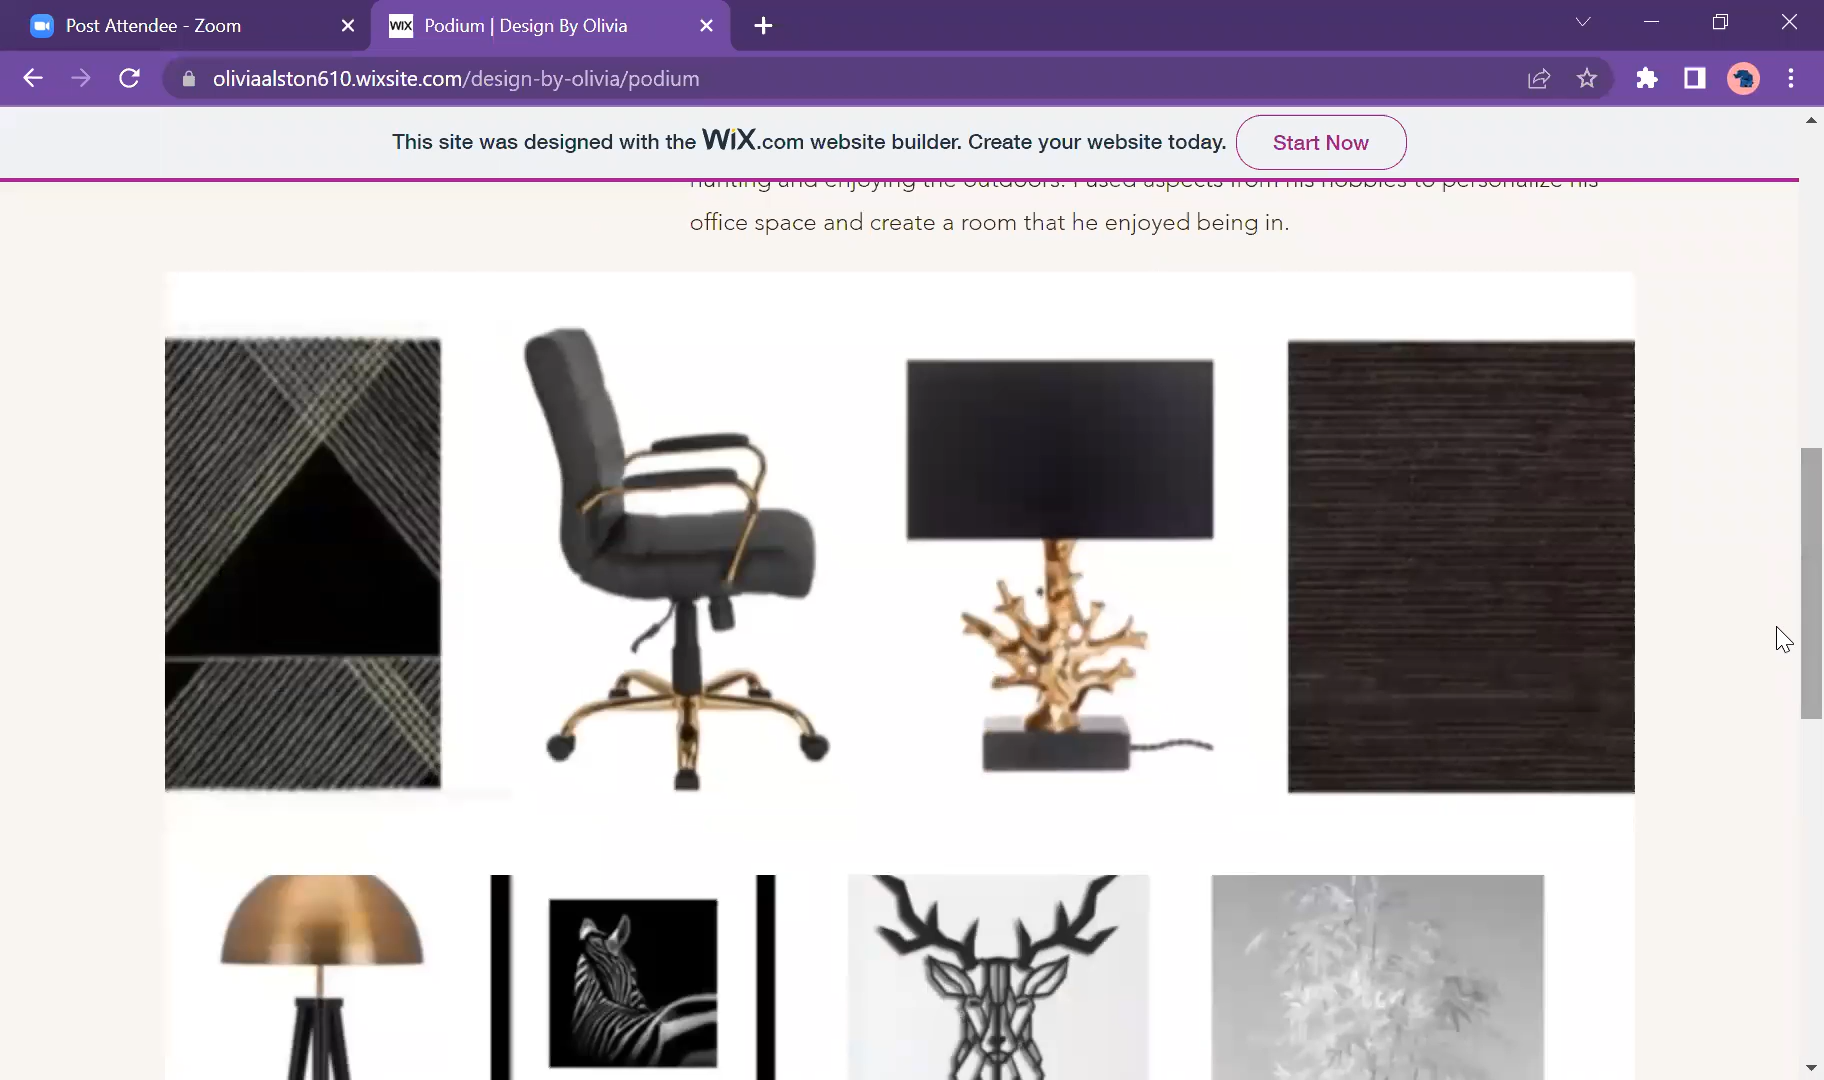 Post Attendee - Zoom
WiX Podium | Design By Olivia
oliviaalston610.wixsite.com/design-by-olivia/podium
This site was designed with the WiX.com website builder. Create your website today. Start Now
hunting and enjoying the outdoors. I used aspects from his hobbies to personalize his
office space and create a room that he enjoyed being in.